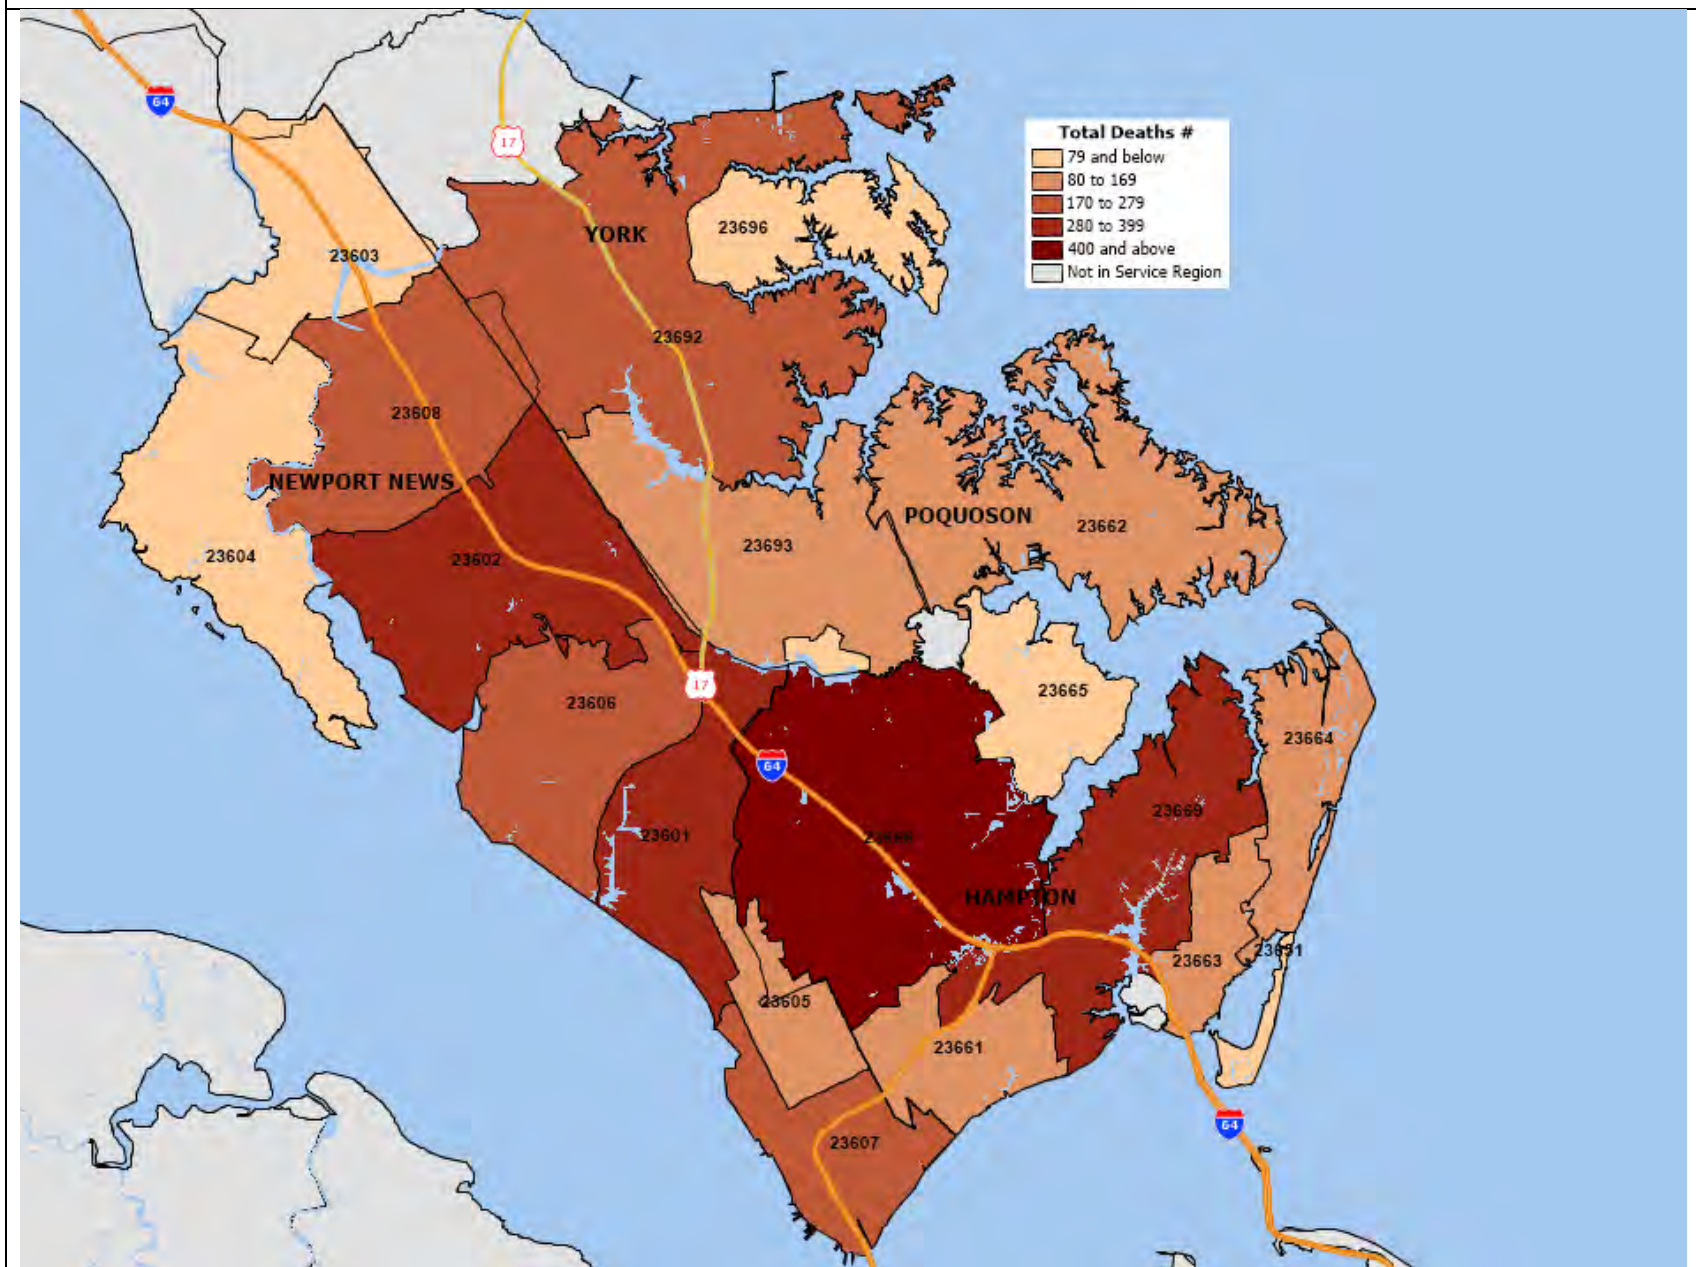 64
17
Total Deaths #
79 and below
80 to 169
170 to 279
280 to 399
400 and above
Not in Service Region
YORK
23696
23603
23692
23608
NEWPORT NEWS
POQUOSON
23662
23693
23604
23602
17
23665
23606
23664
64
23669
23601
23666
HAMPTON
23651
23663
23605
23661
64
23607